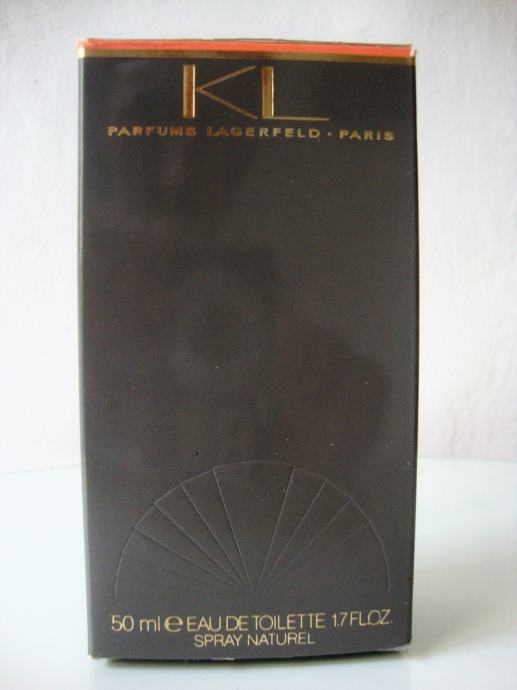 KL
PARFUMS LAGERFELD • PARIS
50 ml e EAU DE TOILETTE 1.7 FL.OZ.
SPRAY NATUREL